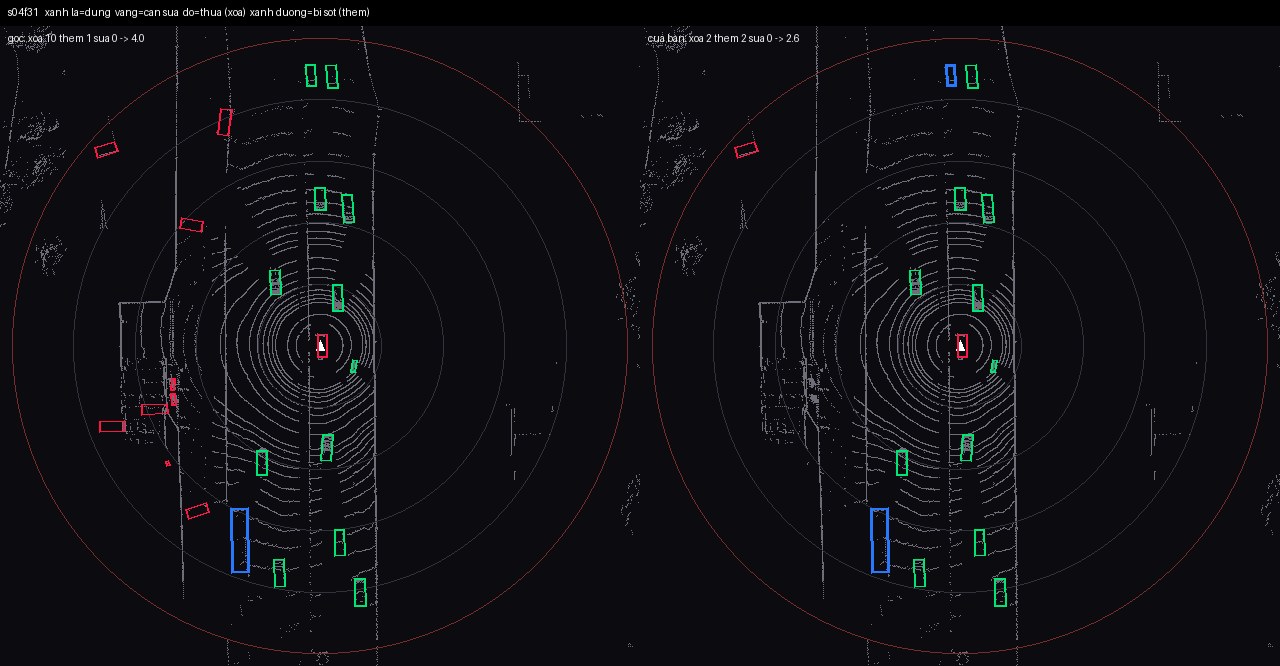 s04f31 xanh la=dung vang=can sua do=thua (xoa) xanh duong=bi sot (them)
goc: xoa 10 them 1 sua 0 -> 4.0
cua ban: xoa 2 them 2 sua 0 -> 2.6